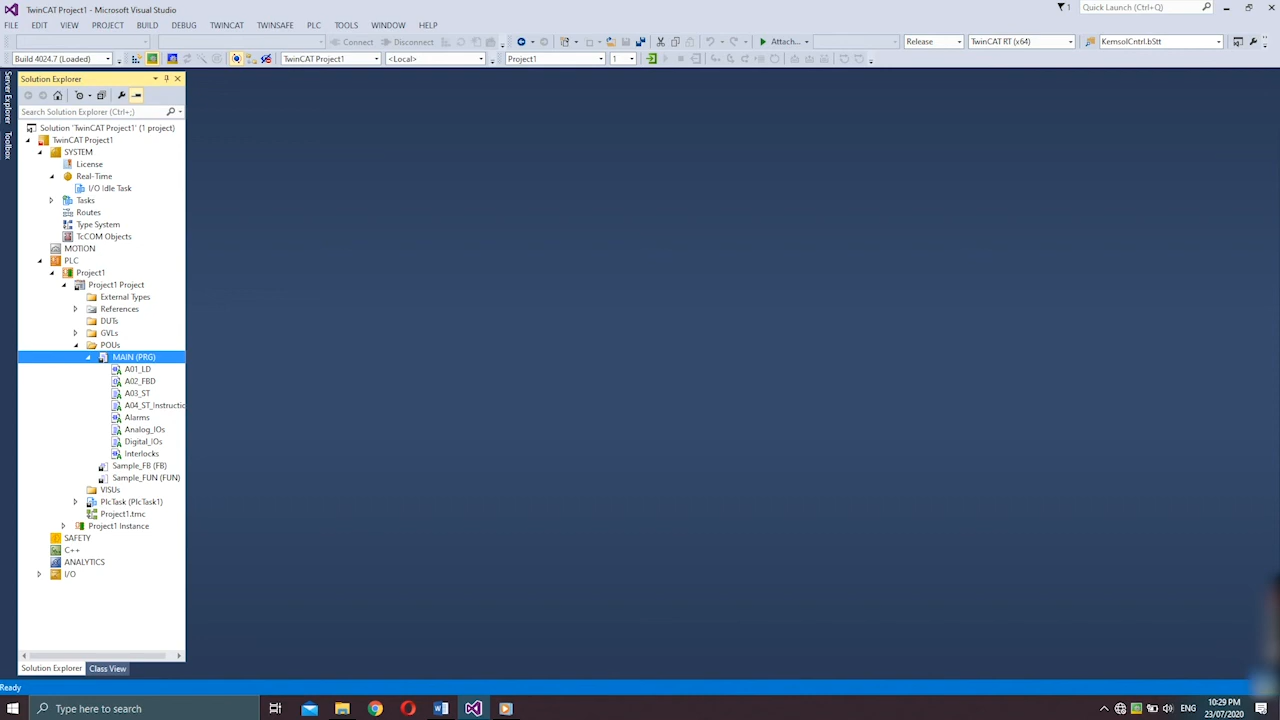 TwinCAT Project1 - Microsoft Visual Studio
1
Quick Launch (Ctrl+Q)
FILE EDIT VIEW PROJECT BUILD DEBUG TWINCAT TWINSAFE PLC TOOLS WINDOW HELP
Connect Disconnect Attach... Release TwinCAT RT (x64) KemsolCntrl.bStt
Build 4024.7 (Loaded) TwinCAT Project1 <Local> Project1 1
Server Explorer
Toolbox
Solution Explorer
Search Solution Explorer (Ctrl+;)
Solution 'TwinCAT Project1' (1 project)
TwinCAT Project1
SYSTEM
License
Real-Time
I/O Idle Task
Tasks
Routes
Type System
TcCOM Objects
MOTION
PLC
Project1
Project1 Project
External Types
References
DUTs
GVLs
POUs
MAIN (PRG)
A01_LD
A02_FBD
A03_ST
A04_ST_Instructio
Alarms
Analog_IOs
Digital_IOs
Interlocks
Sample_FB (FB)
Sample_FUN (FUN)
VISUs
PlcTask (PlcTask1)
Project1.tmc
Project1 Instance
SAFETY
C++
ANALYTICS
I/O
Solution Explorer Class View
Ready
Type here to search
ENG
10:29 PM
23/07/2020